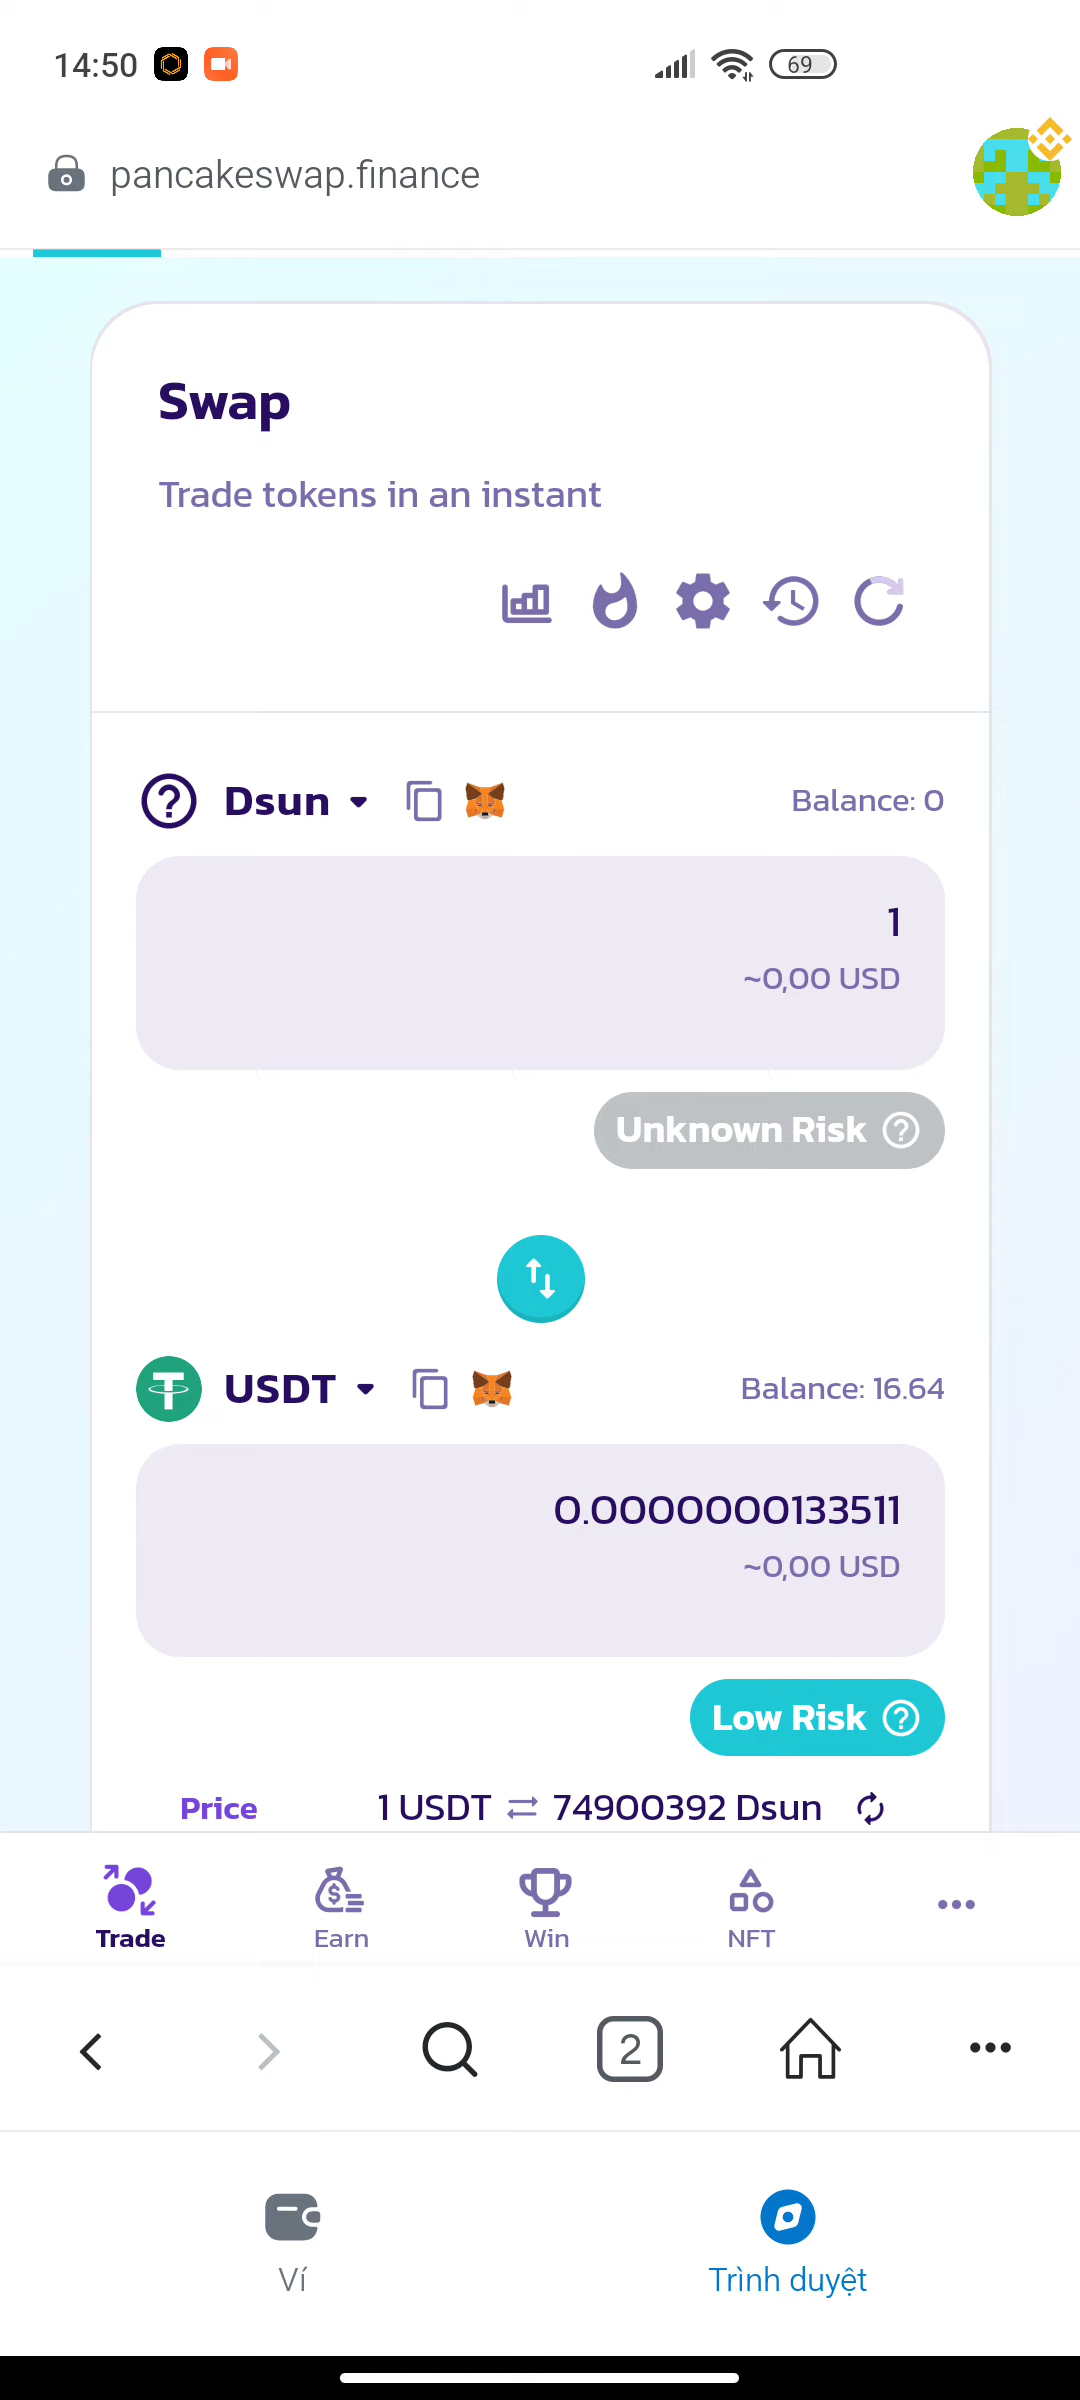 14:50
69
pancakeswap.finance
Swap
Trade tokens in an instant
Dsun
Balance: 0
1
~0,00 USD
Unknown Risk
USDT
Balance: 16.64
0.0000000133511
~0,00 USD
Low Risk
Price 1 USDT ⇄ 74900392 Dsun
Trade Earn Win NFT
2
Ví Trình duyệt